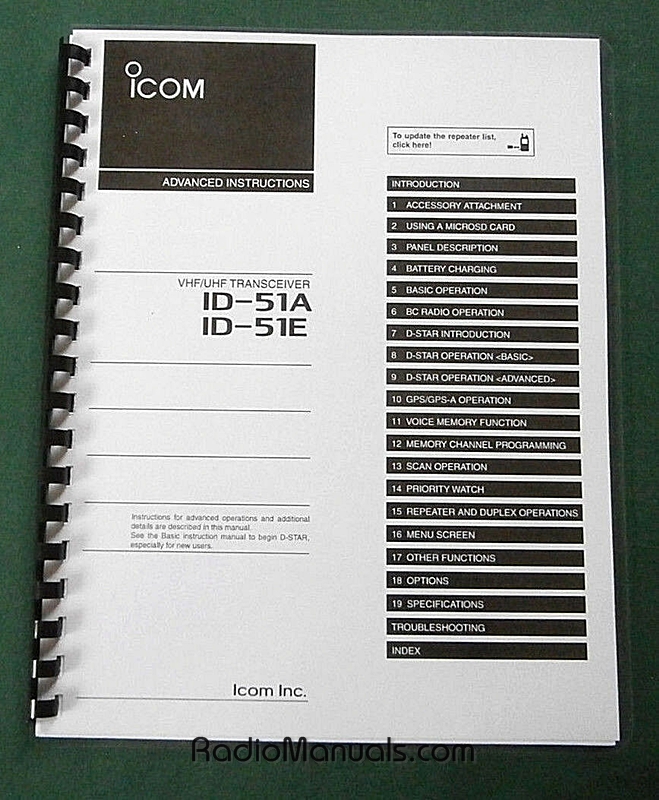 ICOM
ADVANCED INSTRUCTIONS
VHF/UHF TRANSCEIVER
ID-51A
ID-51E
Instructions for advanced operations and additional
details are described in this manual.
See the Basic instruction manual to begin D-STAR,
especially for new users.
Icom Inc.
To update the repeater list,
click here!
INTRODUCTION
1 ACCESSORY ATTACHMENT
2 USING A MICROSD CARD
3 PANEL DESCRIPTION
4 BATTERY CHARGING
5 BASIC OPERATION
6 BC RADIO OPERATION
7 D-STAR INTRODUCTION
8 D-STAR OPERATION <BASIC>
9 D-STAR OPERATION <ADVANCED>
10 GPS/GPS-A OPERATION
11 VOICE MEMORY FUNCTION
12 MEMORY CHANNEL PROGRAMMING
13 SCAN OPERATION
14 PRIORITY WATCH
15 REPEATER AND DUPLEX OPERATIONS
16 MENU SCREEN
17 OTHER FUNCTIONS
18 OPTIONS
19 SPECIFICATIONS
TROUBLESHOOTING
INDEX
RadioManuals.com